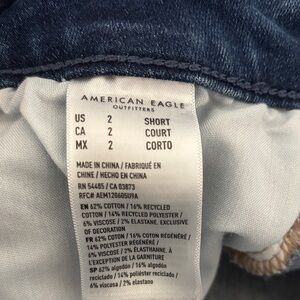 AMERICAN EAGLE
OUTFITTERS
US 2 SHORT
CA 2 COURT
MX 2 CORTO
MADE IN CHINA / FABRIQUÉ EN
CHINE / HECHO EN CHINA
RN 54485 / CA 03873
RFC# AEM120605U9A
EN 62% COTTON / 16% RECYCLED
COTTON / 14% RECYCLED POLYESTER /
6% VISCOSE / 2% ELASTANE, EXCLUSIVE
OF DECORATION
FR 62% COTON / 16% COTON RÉGÉNÉRÉ /
14% POLYESTER RÉGÉNÉRÉ /
6% VISCOSE / 2% ÉLASTHANNE, À
L'EXCEPTION DE LA GARNITURE
SP 62% algodón / 16% algodón
reciclado / 14% poliéster reciclado /
6% viscosa / 2% elastano